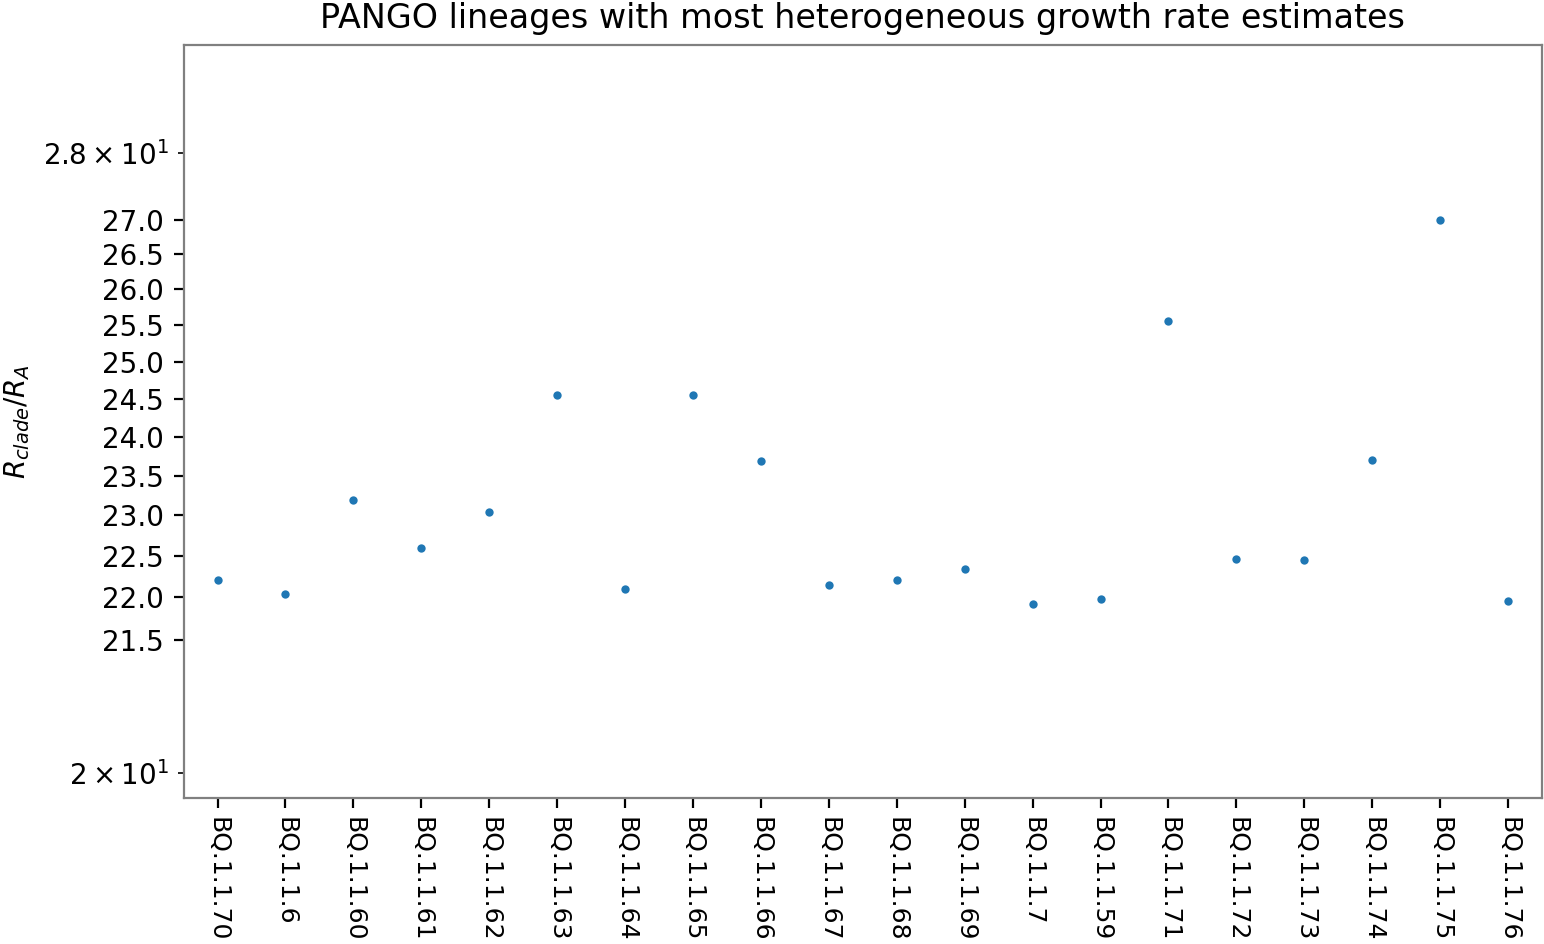 PANGO lineages with most heterogeneous growth rate estimates
2.8 × 10¹
27.0
26.5
26.0
25.5
25.0
24.5
24.0
23.5
23.0
22.5
22.0
21.5
2 × 10¹
R_clade/R_A
BQ.1.1.70
BQ.1.1.6
BQ.1.1.60
BQ.1.1.61
BQ.1.1.62
BQ.1.1.63
BQ.1.1.64
BQ.1.1.65
BQ.1.1.66
BQ.1.1.67
BQ.1.1.68
BQ.1.1.69
BQ.1.1.7
BQ.1.1.59
BQ.1.1.71
BQ.1.1.72
BQ.1.1.73
BQ.1.1.74
BQ.1.1.75
BQ.1.1.76